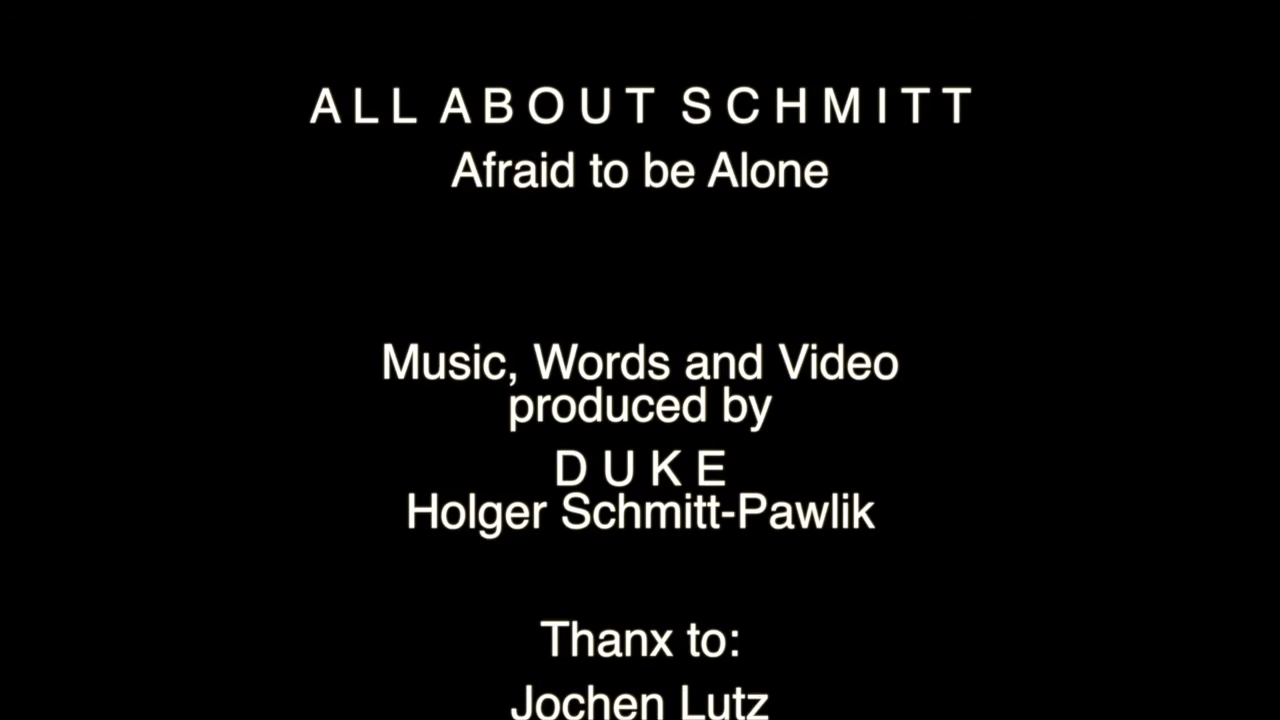 ALL ABOUT SCHMITT
Afraid to be Alone
Music, Words and Video
produced by
DUKE
Holger Schmitt-Pawlik
Thanx to:
Jochen Lutz